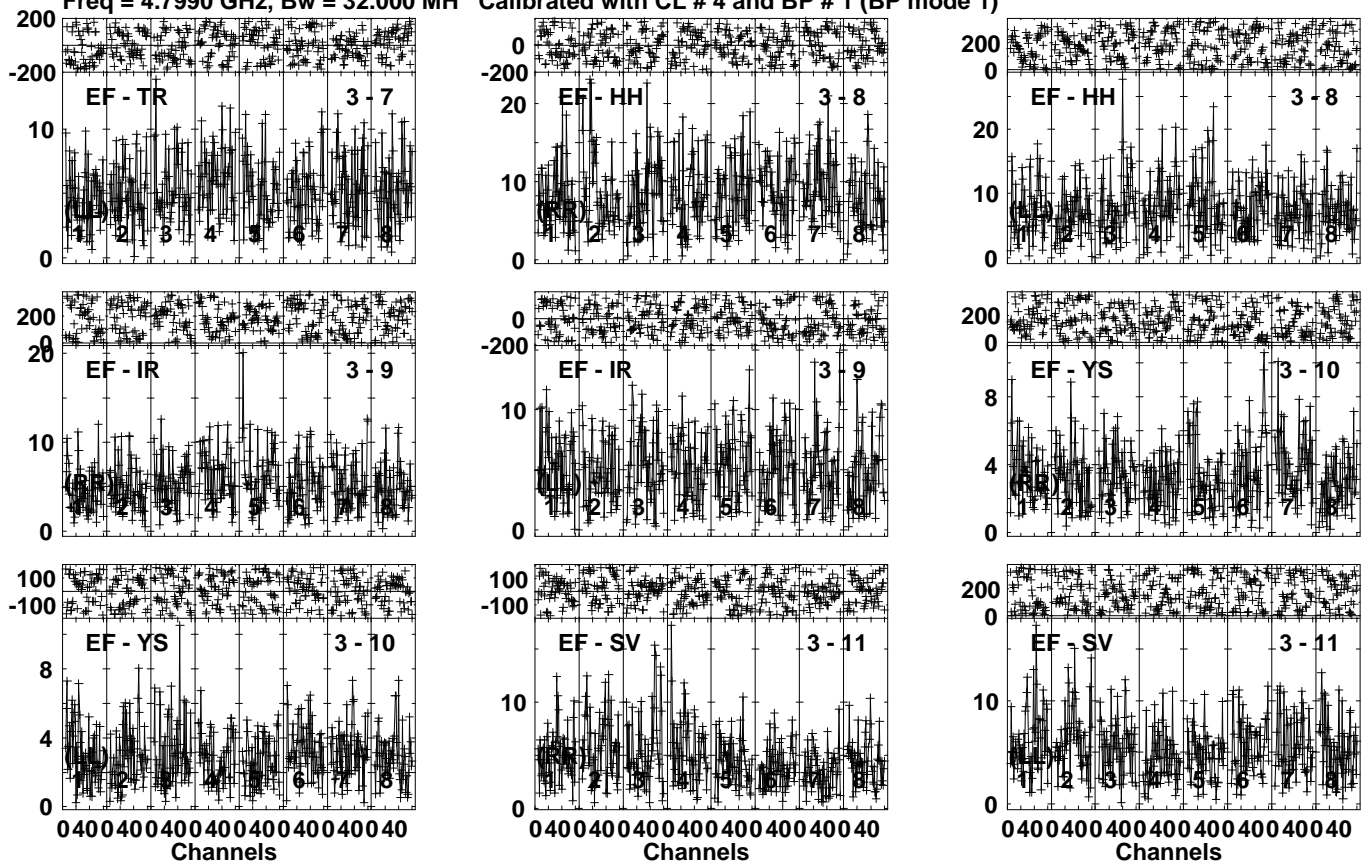 Freq = 4.7990 GHz, Bw = 32.000 MH Calibrated with CL # 4 and BP # 1 (BP mode 1)
200
0
-200
EF - TR 3 - 7
10
(LL)
1 2 3 4 5 6 7 8
0
200
0
-200
EF - HH 3 - 8
20
10
(RR)
1 2 3 4 5 6 7 8
0
200
0
EF - HH 3 - 8
20
10
(LL)
1 2 3 4 5 6 7 8
0
200
0
20
EF - IR 3 - 9
10
(RR)
1 2 3 4 5 6 7 8
0
0
-200
EF - IR 3 - 9
10
(LL)
1 2 3 4 5 6 7 8
0
200
0
EF - YS 3 - 10
8
4
(RR)
1 2 3 4 5 6 7 8
0
100
-100
EF - YS 3 - 10
8
4
(LL)
1 2 3 4 5 6 7 8
0
0 40 0 40 0 40 0 40 0 40 0 40 0 40 0 40
Channels
100
-100
EF - SV 3 - 11
10
(RR)
1 2 3 4 5 6 7 8
0
0 40 0 40 0 40 0 40 0 40 0 40 0 40 0 40
Channels
200
0
EF - SV 3 - 11
10
(LL)
1 2 3 4 5 6 7 8
0
0 40 0 40 0 40 0 40 0 40 0 40 0 40 0 40
Channels